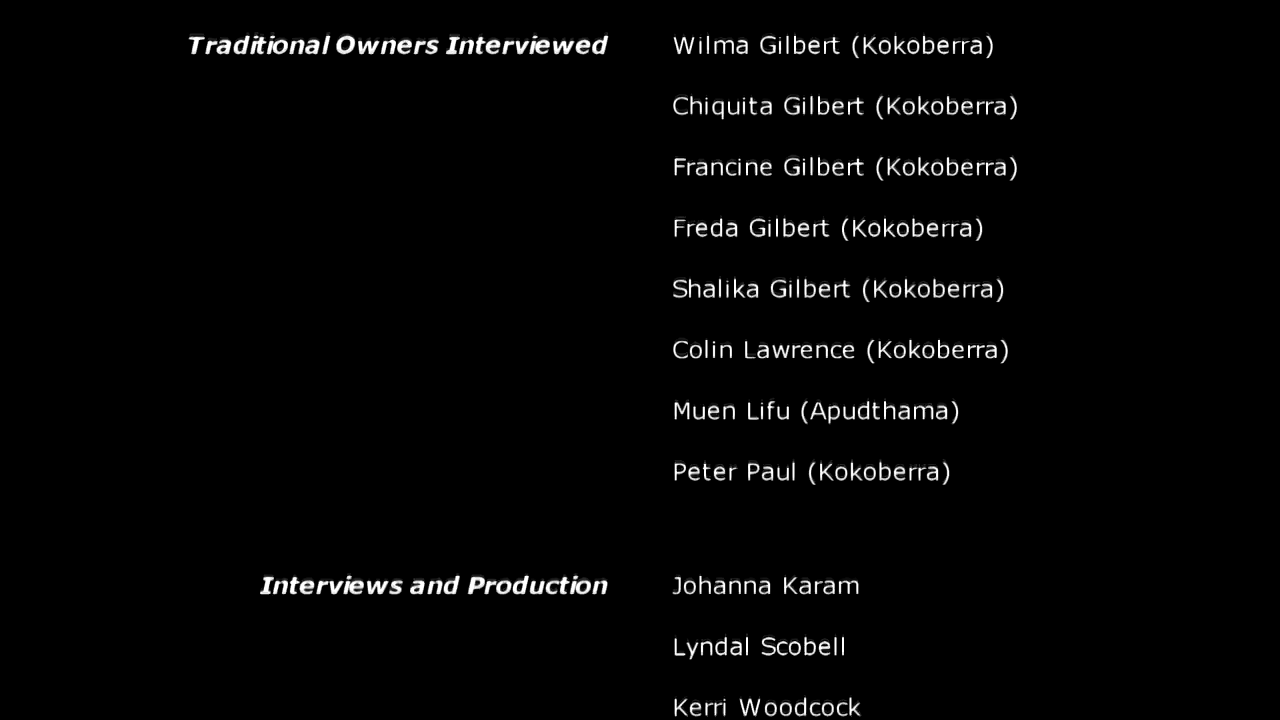 Traditional Owners Interviewed Wilma Gilbert (Kokoberra)
Chiquita Gilbert (Kokoberra)
Francine Gilbert (Kokoberra)
Freda Gilbert (Kokoberra)
Shalika Gilbert (Kokoberra)
Colin Lawrence (Kokoberra)
Muen Lifu (Apudthama)
Peter Paul (Kokoberra)
Interviews and Production Johanna Karam
Lyndal Scobell
Kerri Woodcock